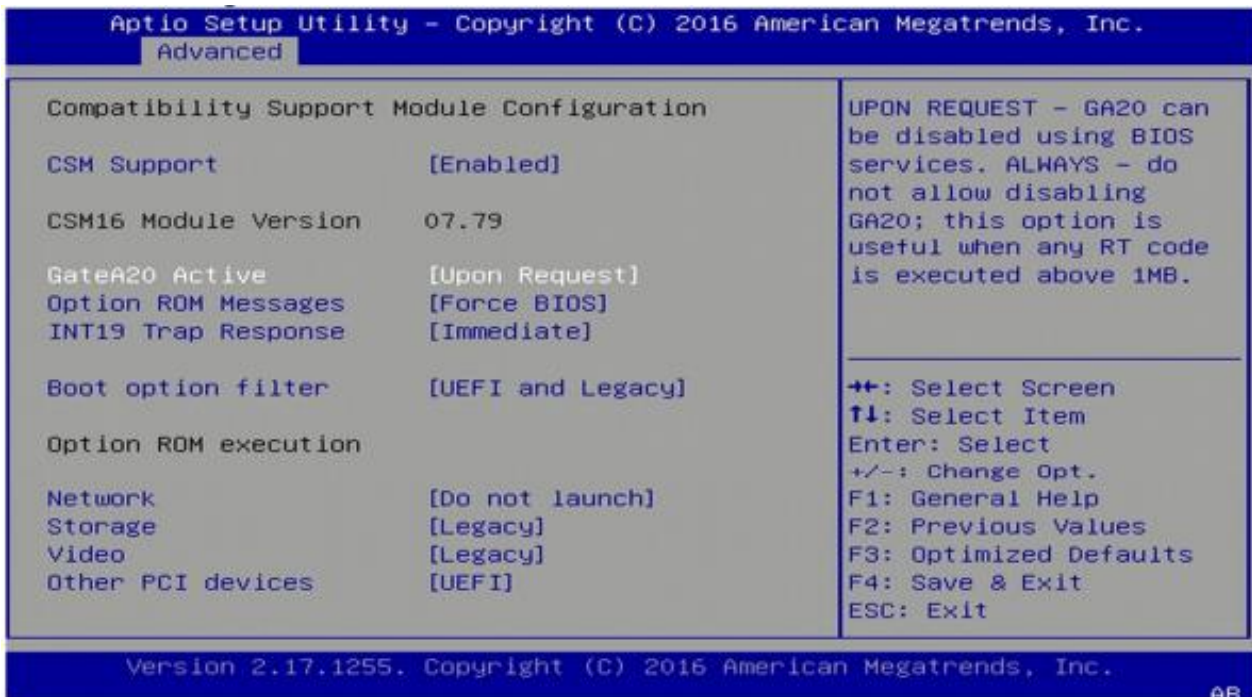 Aptio Setup Utility – Copyright (C) 2016 American Megatrends, Inc.
Advanced
Compatibility Support Module Configuration
CSM Support [Enabled]
CSM16 Module Version 07.79
GateA20 Active [Upon Request]
Option ROM Messages [Force BIOS]
INT19 Trap Response [Immediate]
Boot option filter [UEFI and Legacy]
Option ROM execution
Network [Do not launch]
Storage [Legacy]
Video [Legacy]
Other PCI devices [UEFI]
UPON REQUEST – GA20 can
be disabled using BIOS
services. ALWAYS – do
not allow disabling
GA20; this option is
useful when any RT code
is executed above 1MB.
→←: Select Screen
↑↓: Select Item
Enter: Select
+/-: Change Opt.
F1: General Help
F2: Previous Values
F3: Optimized Defaults
F4: Save & Exit
ESC: Exit
Version 2.17.1255. Copyright (C) 2016 American Megatrends, Inc.
AB